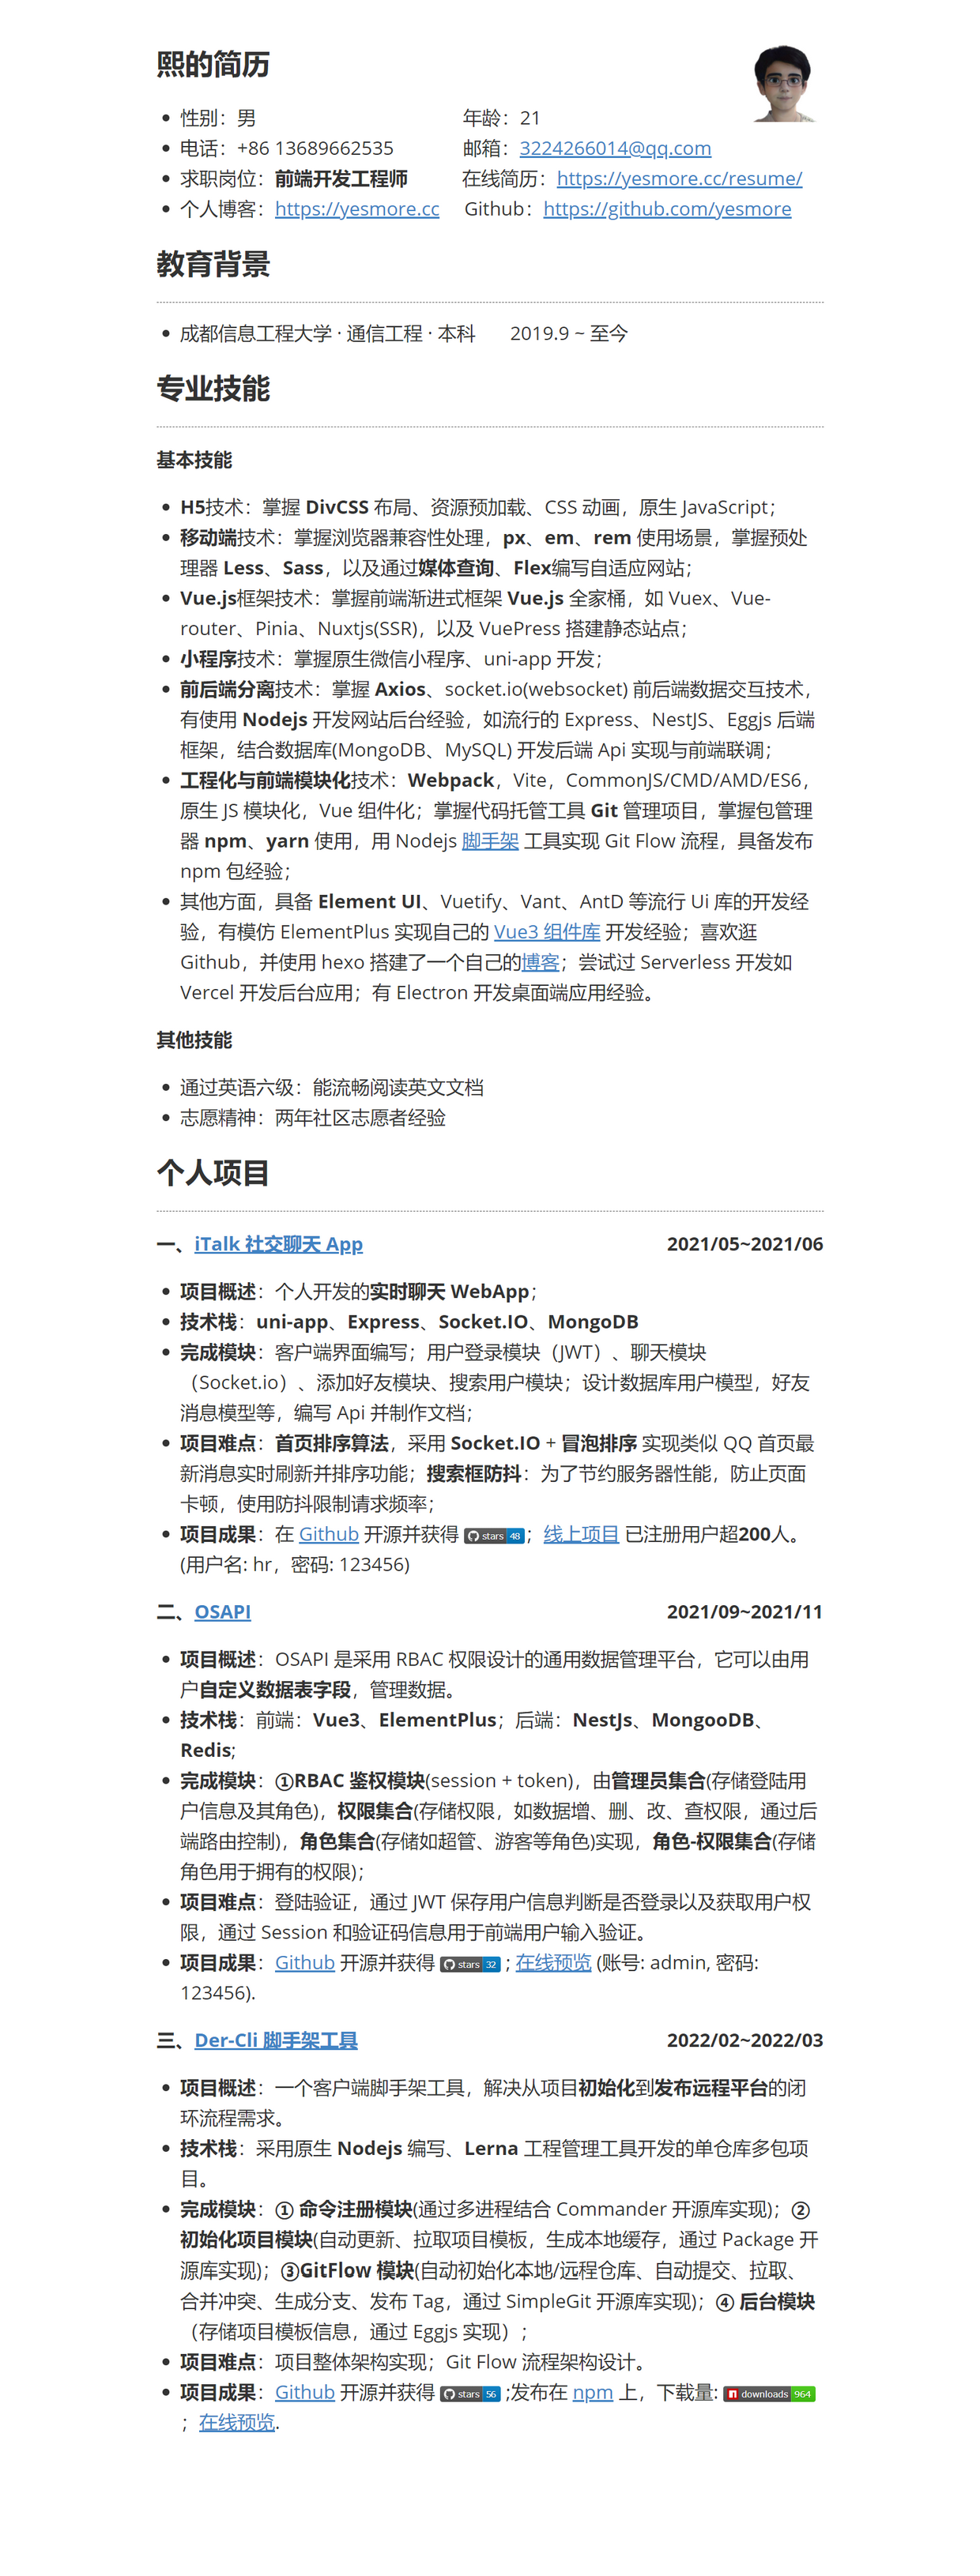 熙的简历
性别：男 年龄：21
电话：+86 13689662535 邮箱：3224266014@qq.com
求职岗位：前端开发工程师 在线简历：https://yesmore.cc/resume/
个人博客：https://yesmore.cc Github：https://github.com/yesmore
教育背景
成都信息工程大学 · 通信工程 · 本科 2019.9 ~ 至今
专业技能
基本技能
H5技术：掌握 DivCSS 布局、资源预加载、CSS 动画，原生 JavaScript；
移动端技术：掌握浏览器兼容性处理，px、em、rem 使用场景，掌握预处
理器 Less、Sass，以及通过媒体查询、Flex编写自适应网站；
Vue.js框架技术：掌握前端渐进式框架 Vue.js 全家桶，如 Vuex、Vue-
router、Pinia、Nuxtjs(SSR)，以及 VuePress 搭建静态站点；
小程序技术：掌握原生微信小程序、uni-app 开发；
前后端分离技术：掌握 Axios、socket.io(websocket) 前后端数据交互技术，
有使用 Nodejs 开发网站后台经验，如流行的 Express、NestJS、Eggjs 后端
框架，结合数据库(MongoDB、MySQL) 开发后端 Api 实现与前端联调；
工程化与前端模块化技术：Webpack，Vite，CommonJS/CMD/AMD/ES6，
原生 JS 模块化，Vue 组件化；掌握代码托管工具 Git 管理项目，掌握包管理
器 npm、yarn 使用，用 Nodejs 脚手架 工具实现 Git Flow 流程，具备发布
npm 包经验；
其他方面，具备 Element UI、Vuetify、Vant、AntD 等流行 Ui 库的开发经
验，有模仿 ElementPlus 实现自己的 Vue3 组件库 开发经验；喜欢逛
Github，并使用 hexo 搭建了一个自己的博客；尝试过 Serverless 开发如
Vercel 开发后台应用；有 Electron 开发桌面端应用经验。
其他技能
通过英语六级：能流畅阅读英文文档
志愿精神：两年社区志愿者经验
个人项目
一、iTalk 社交聊天 App 2021/05~2021/06
项目概述：个人开发的实时聊天 WebApp；
技术栈：uni-app、Express、Socket.IO、MongoDB
完成模块：客户端界面编写；用户登录模块（JWT）、聊天模块
（Socket.io）、添加好友模块、搜索用户模块；设计数据库用户模型，好友
消息模型等，编写 Api 并制作文档；
项目难点：首页排序算法，采用 Socket.IO + 冒泡排序 实现类似 QQ 首页最
新消息实时刷新并排序功能；搜索框防抖：为了节约服务器性能，防止页面
卡顿，使用防抖限制请求频率；
项目成果：在 Github 开源并获得 stars 48；线上项目 已注册用户超200人。
(用户名: hr，密码: 123456)
二、OSAPI 2021/09~2021/11
项目概述：OSAPI 是采用 RBAC 权限设计的通用数据管理平台，它可以由用
户自定义数据表字段，管理数据。
技术栈：前端：Vue3、ElementPlus；后端：NestJs、MongooDB、
Redis;
完成模块：①RBAC 鉴权模块(session + token)，由管理员集合(存储登陆用
户信息及其角色)，权限集合(存储权限，如数据增、删、改、查权限，通过后
端路由控制)，角色集合(存储如超管、游客等角色)实现，角色-权限集合(存储
角色用于拥有的权限)；
项目难点：登陆验证，通过 JWT 保存用户信息判断是否登录以及获取用户权
限，通过 Session 和验证码信息用于前端用户输入验证。
项目成果：Github 开源并获得 stars 32 ; 在线预览 (账号: admin, 密码:
123456).
三、Der-Cli 脚手架工具 2022/02~2022/03
项目概述：一个客户端脚手架工具，解决从项目初始化到发布远程平台的闭
环流程需求。
技术栈：采用原生 Nodejs 编写、Lerna 工程管理工具开发的单仓库多包项
目。
完成模块：① 命令注册模块(通过多进程结合 Commander 开源库实现)；②
初始化项目模块(自动更新、拉取项目模板，生成本地缓存，通过 Package 开
源库实现)；③GitFlow 模块(自动初始化本地/远程仓库、自动提交、拉取、
合并冲突、生成分支、发布 Tag，通过 SimpleGit 开源库实现)；④ 后台模块
（存储项目模板信息，通过 Eggjs 实现）；
项目难点：项目整体架构实现；Git Flow 流程架构设计。
项目成果：Github 开源并获得 stars 56 ;发布在 npm 上，下载量: downloads 964
；在线预览.